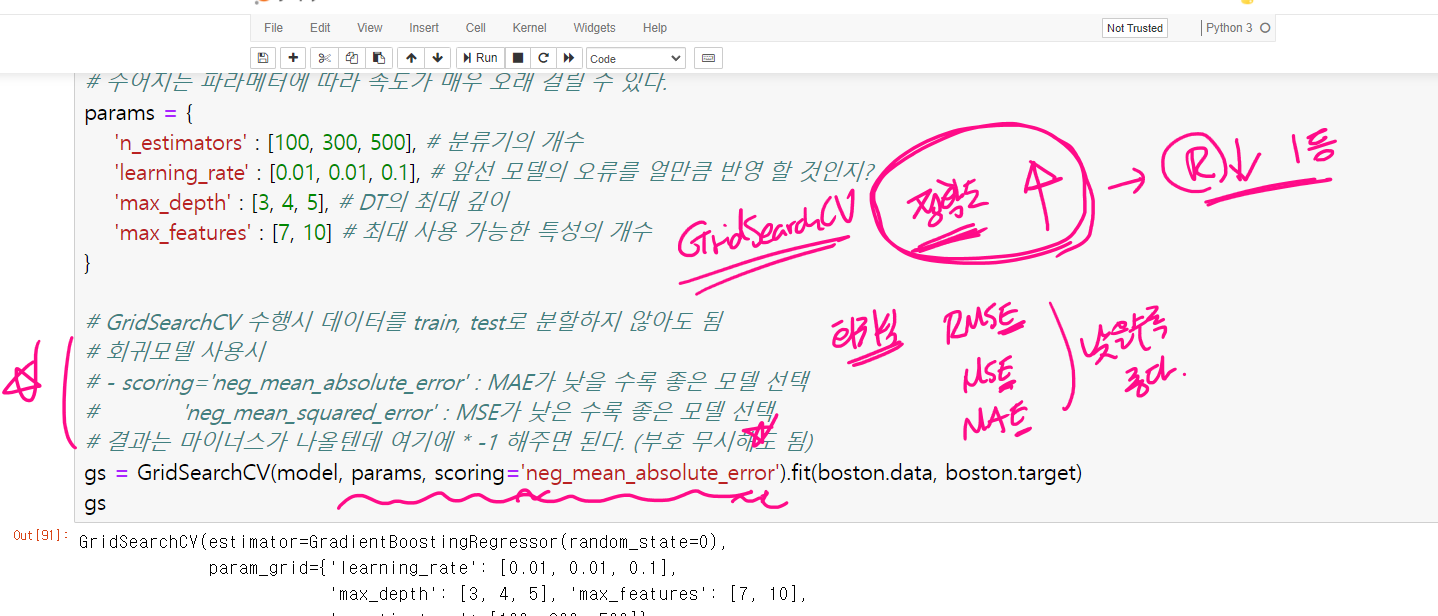 File Edit View Insert Cell Kernel Widgets Help
Not Trusted
Python 3
Run
Code
# 주어지는 파라메터에 따라 속도가 매우 오래 걸릴 수 있다.
params = {
'n_estimators' : [100, 300, 500], # 분류기의 개수
'learning_rate' : [0.01, 0.01, 0.1], # 앞선 모델의 오류를 얼만큼 반영 할 것인지?
'max_depth' : [3, 4, 5], # DT의 최대 깊이
'max_features' : [7, 10] # 최대 사용 가능한 특성의 개수
}
GridSearchCV
정확도 ↑ → R↓ 1등
RMSE
MSE
MAE
낮을수록
좋다.
# GridSearchCV 수행시 데이터를 train, test로 분할하지 않아도 됨
# 회귀모델 사용시
# - scoring='neg_mean_absolute_error' : MAE가 낮을 수록 좋은 모델 선택
# 'neg_mean_squared_error' : MSE가 낮은 수록 좋은 모델 선택
# 결과는 마이너스가 나올텐데 여기에 * -1 해주면 된다. (부호 무시해도 됨)
gs = GridSearchCV(model, params, scoring='neg_mean_absolute_error').fit(boston.data, boston.target)
gs
Out[91]:
GridSearchCV(estimator=GradientBoostingRegressor(random_state=0),
param_grid={'learning_rate': [0.01, 0.01, 0.1],
'max_depth': [3, 4, 5], 'max_features': [7, 10],